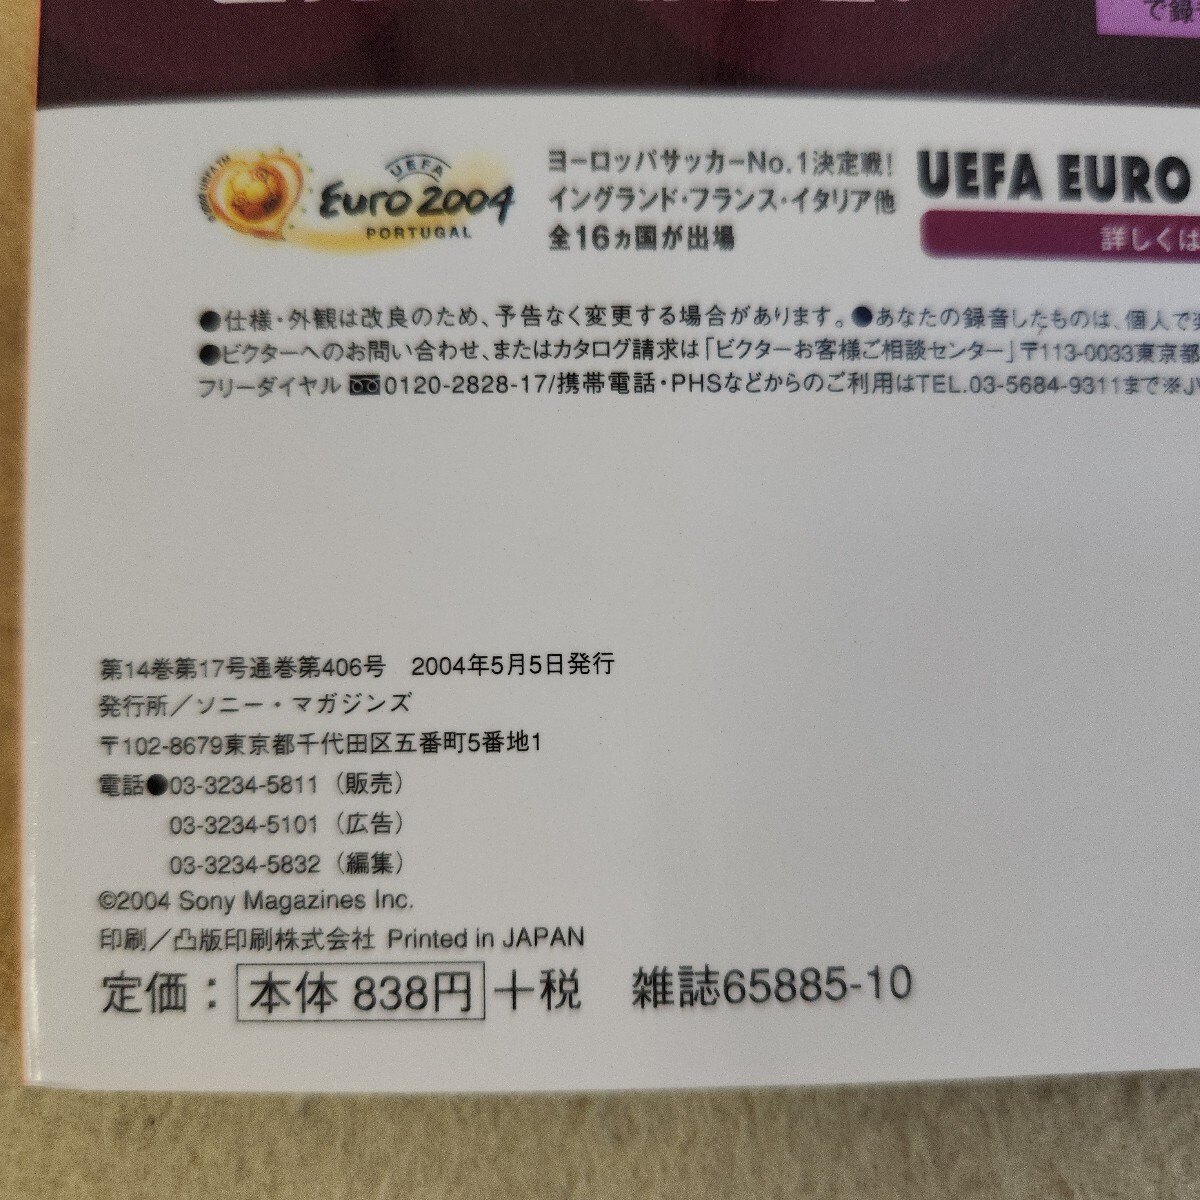 で録
UEFA
Euro 2004
PORTUGAL
ヨーロッパサッカーNo.1決定戦!
イングランド・フランス・イタリア他
全16ヵ国が出場
UEFA EURO
詳しくは
●仕様・外観は改良のため、予告なく変更する場合があります。●あなたの録音したものは、個人で楽
●ビクターへのお問い合わせ、またはカタログ請求は「ビクターお客様ご相談センター」〒113-0033東京都
フリーダイヤル 0120-2828-17/携帯電話・PHSなどからのご利用はTEL.03-5684-9311まで※JV
第14巻第17号通巻第406号 2004年5月5日発行
発行所／ソニー・マガジンズ
〒102-8679東京都千代田区五番町5番地1
電話●03-3234-5811（販売）
03-3234-5101（広告）
03-3234-5832（編集）
©2004 Sony Magazines Inc.
印刷／凸版印刷株式会社 Printed in JAPAN
定価：本体 838円＋税 雑誌65885-10